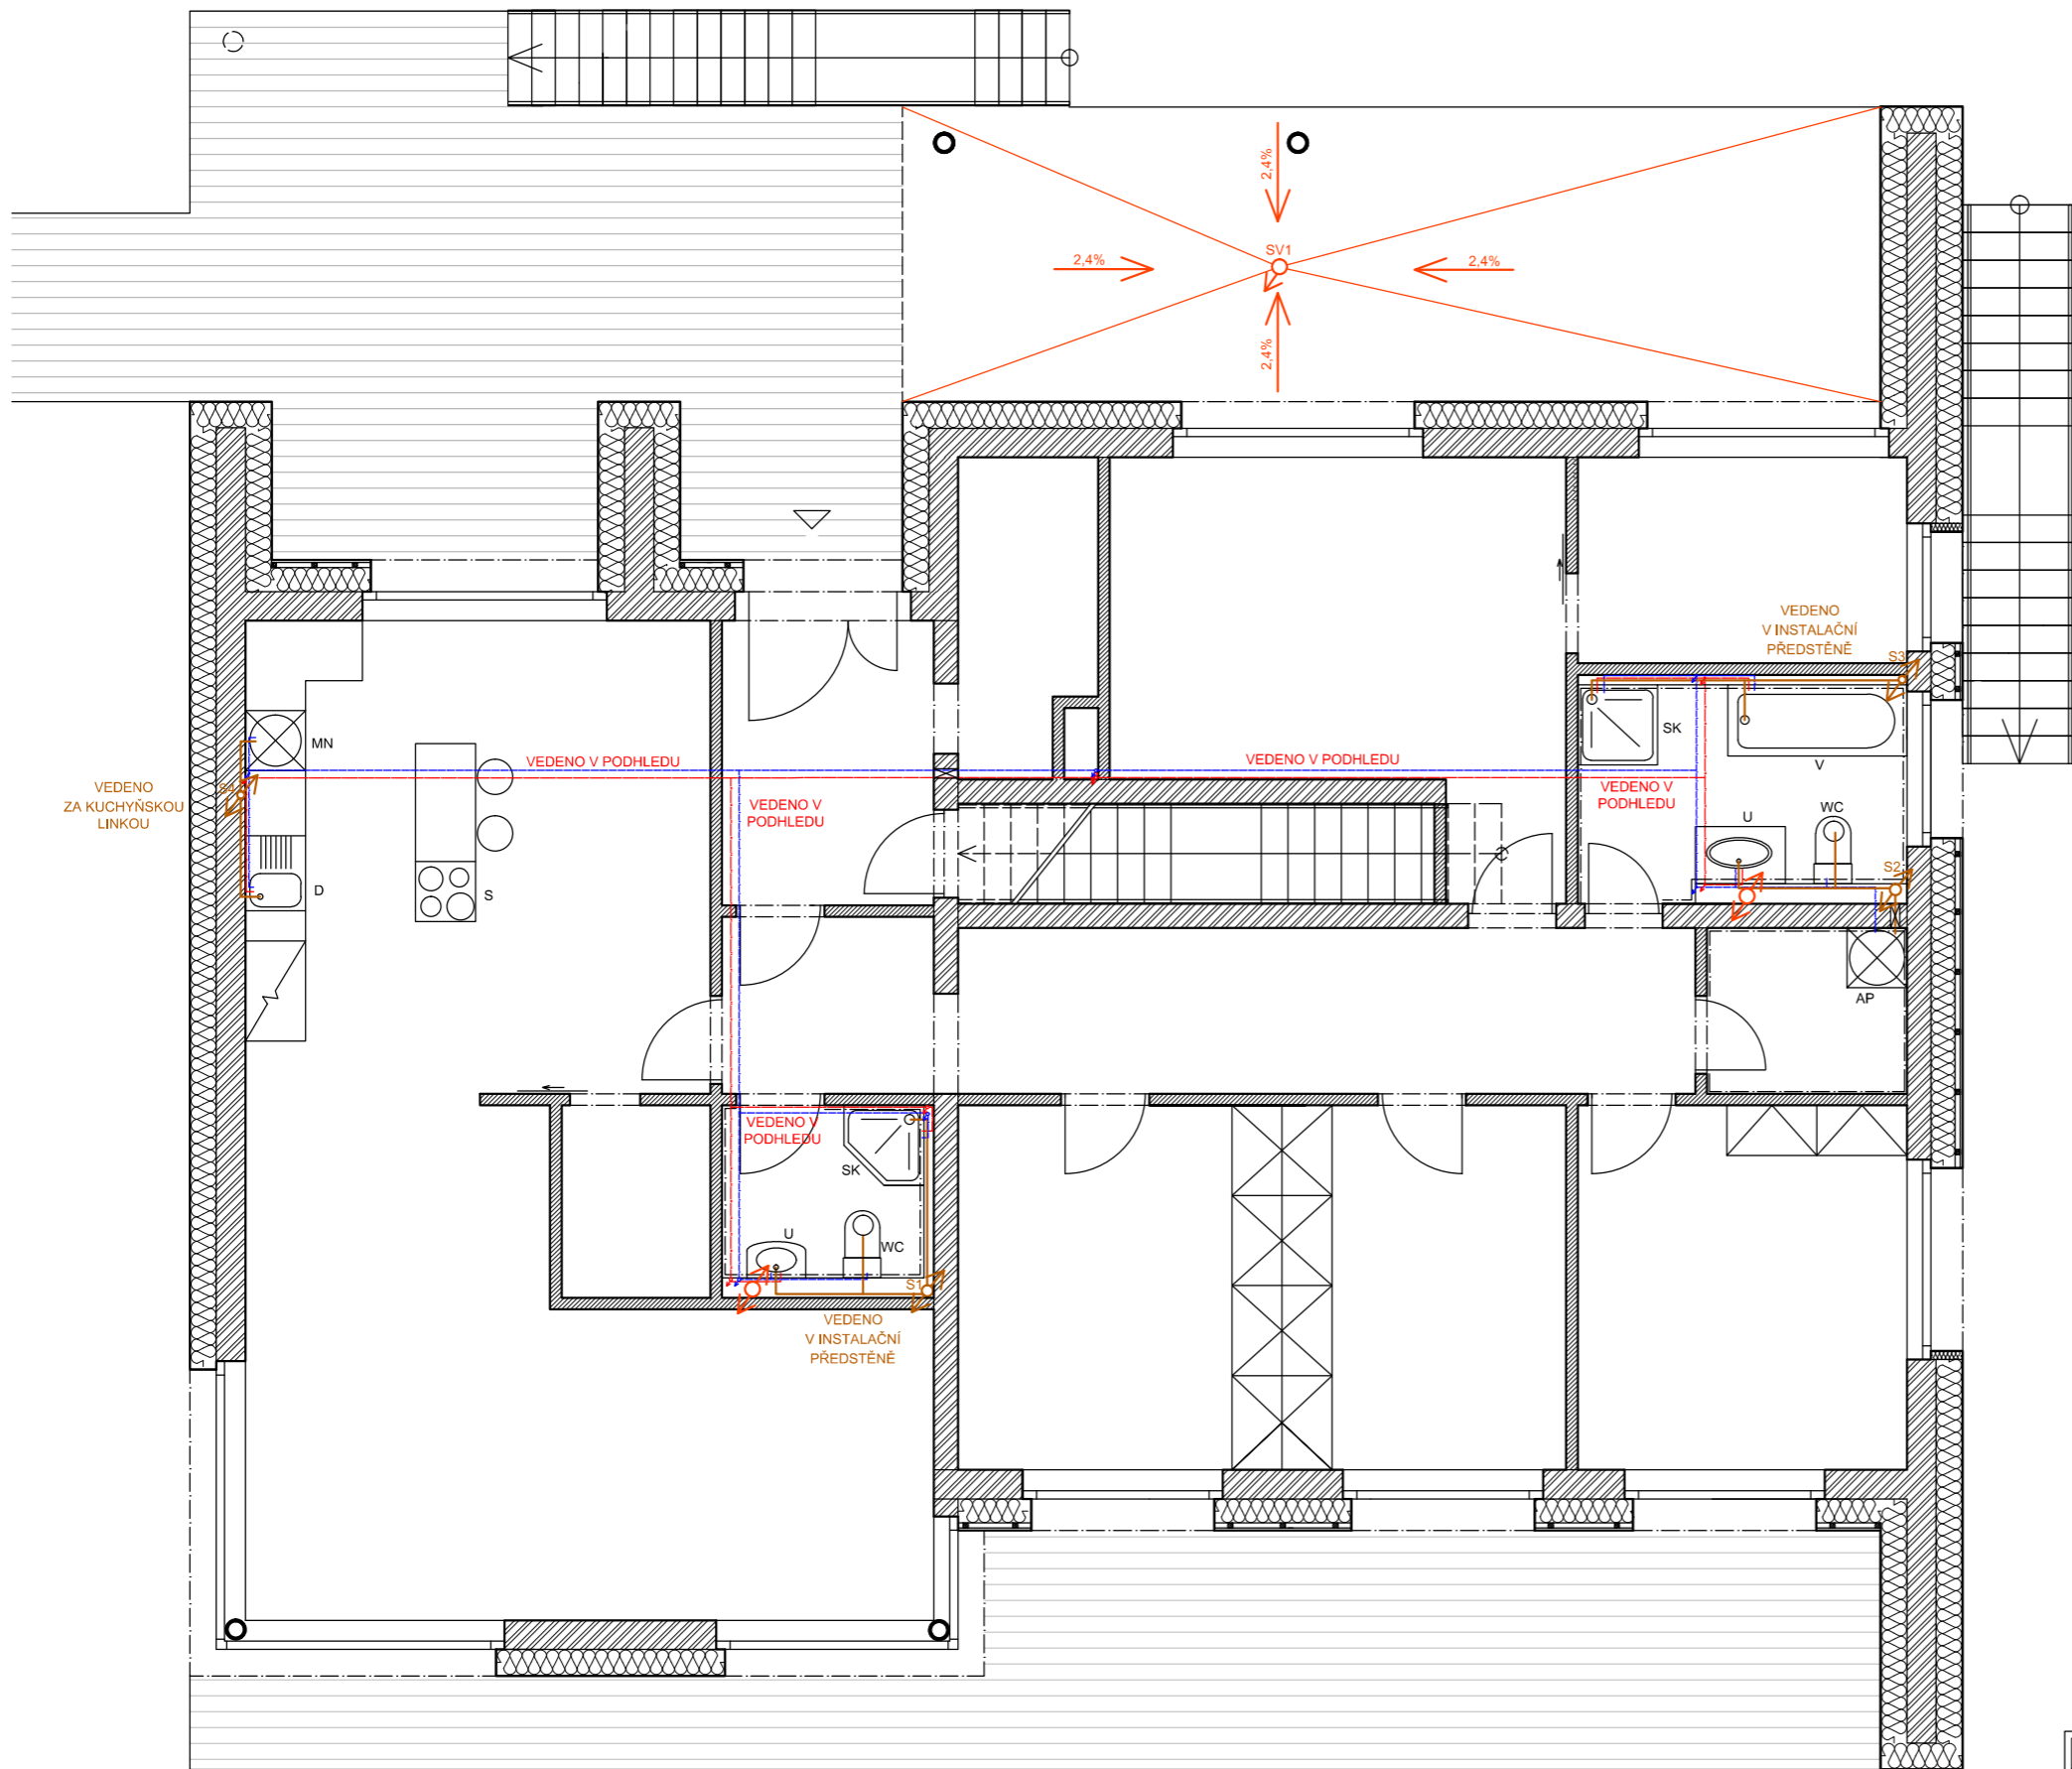 2,4%
SV1
2,4%
2,4%
2,4%
VEDENO
V INSTALAČNÍ
PŘEDSTĚNĚ
S3
SK
V
MN
VEDENO V PODHLEDU
VEDENO V PODHLEDU
VEDENO
ZA KUCHYŇSKOU
LINKOU
S4
VEDENO V
PODHLEDU
VEDENO V
PODHLEDU
U
WC
S2
D
S
AP
VEDENO V
PODHLEDU
SK
U
WC
S1
VEDENO
V INSTALAČNÍ
PŘEDSTĚNĚ